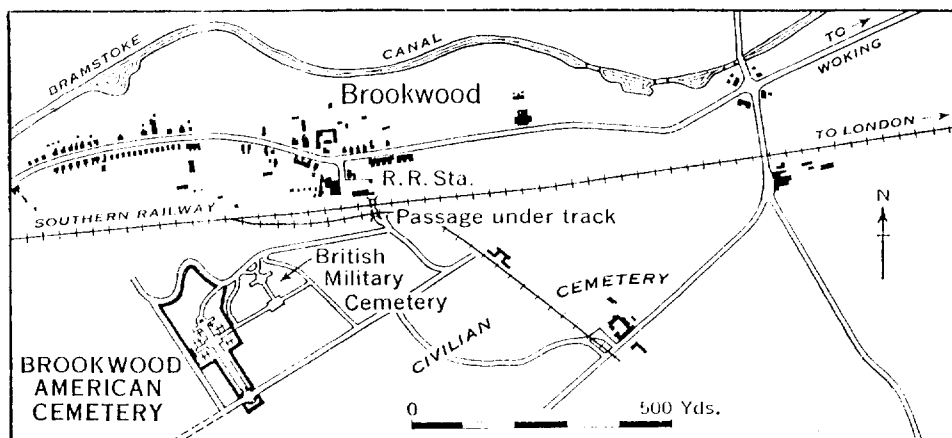 BRAMSTOKE
CANAL
TO →
WOKING
Brookwood
TO LONDON →
R. R. Sta.
SOUTHERN RAILWAY
Passage under track
N
British
Military
Cemetery
CEMETERY
CIVILIAN
BROOKWOOD
AMERICAN
CEMETERY
0 500 Yds.